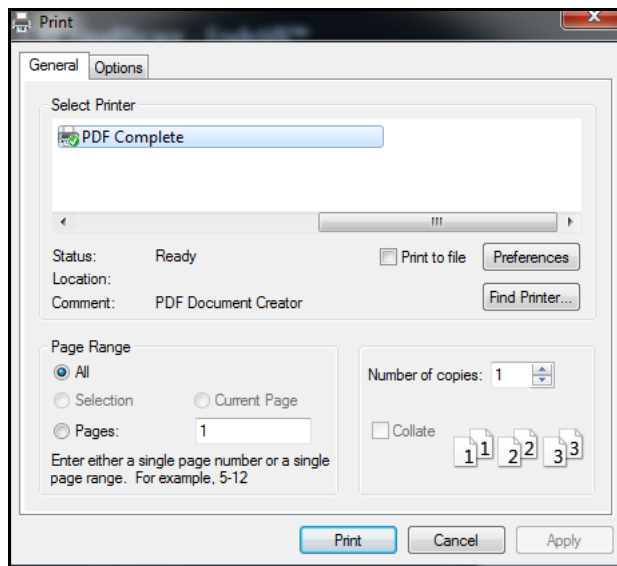 Print
General Options
Select Printer
PDF Complete
Status: Ready
Print to file
Preferences
Location:
Comment: PDF Document Creator
Find Printer...
Page Range
All
Number of copies: 1
Selection Current Page
Pages: 1
Collate
1 1 2 2 3 3
Enter either a single page number or a single
page range. For example, 5-12
Print Cancel Apply